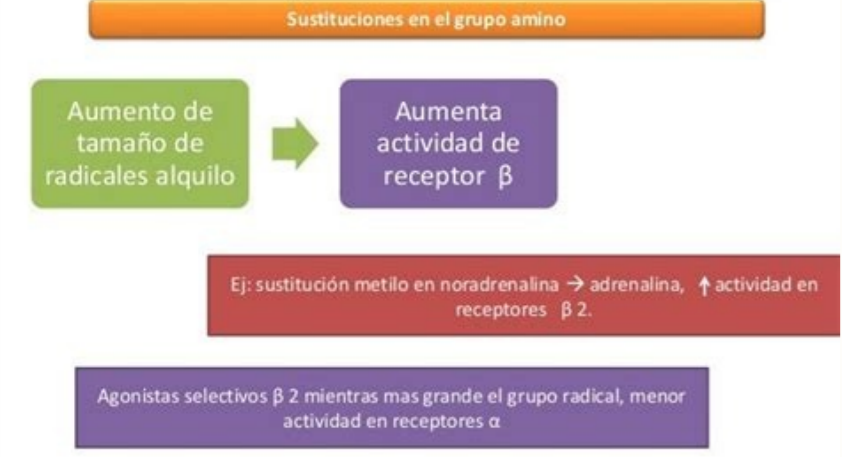 Sustituciones en el grupo amino
Aumento de
tamaño de
radicales alquilo
Aumenta
actividad de
receptor β
Ej: sustitución metilo en noradrenalina → adrenalina, ↑ actividad en
receptores β 2.
Agonistas selectivos β 2 mientras mas grande el grupo radical, menor
actividad en receptores α